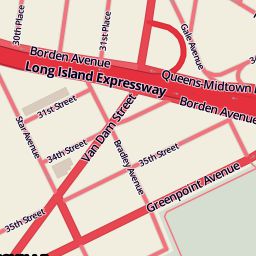 30th Place
31st Place
Gale Avenue
Borden Avenue
Long Island Expressway
Queens-Midtown
Borden Avenue
31st Street
Star Avenue
Van Dam Street
34th Street
Bradley Avenue
35th Street
Greenpoint Avenue
35th Street